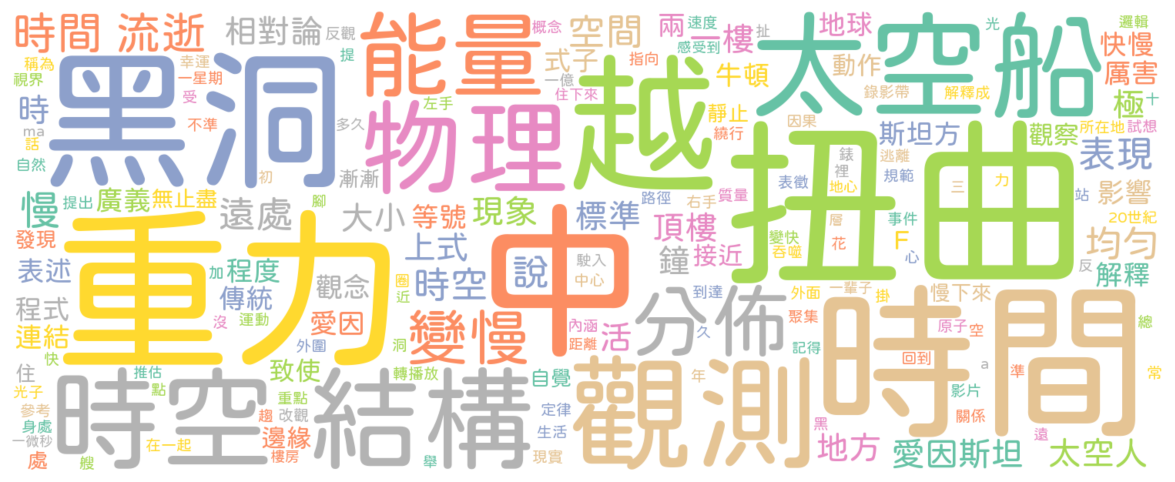 時間 流逝 相對論 反觀 能量 概念 空間 兩 速度 一樓 扯 地球 太空船 光 邏輯 快慢
稱為 幸運 提 式子 一億 指向 感受到 牛頓 動作 厲害
視界 一星期 黑洞 住下來 越 錄影帶 解釋成 極 十
時 受 左手 物理 靜止 因果 斯坦方 觀察 所在地 試想
ma 不準 多久 繞行 扭曲 錶 逃離 表現
話 自然 初 漸漸 裡 表徵 地心 規範 三 力 站 影響
慢 提出 廣義 無止盡 腳 遠處 大小 等號 現象 標準 路徑 右手 質量 層 事件 20世紀
發現 重力 中 上式 頂樓 變快 花 F 均勻
表述 加 程度 圈 時空 說 駛入 鐘 接近 吞噬 心 反 解釋
程式 傳統 觀念 近 中心 分佈 到達 外面 一輩子 掛 慢下來
連結 沒 運動 愛因 變慢 內涵 活 久 聚集 時間 原子 空 總
住 快 外圍 洞 距離 記得 回到 a
光子 推估 致使 轉播放 自覺 觀測 年 準 常
參考 點 時空結構 重點 定律 影片
身處 趨 改觀 生活 黑 關係
一微秒 在一起 邊緣 地方 遠
處 艘 樓房 舉 現實 愛因斯坦 太空人